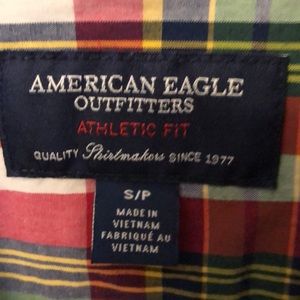 AMERICAN EAGLE
OUTFITTERS
ATHLETIC FIT
QUALITY Shirtmakers SINCE 1977
S/P
MADE IN
VIETNAM
FABRIQUÉ AU
VIETNAM